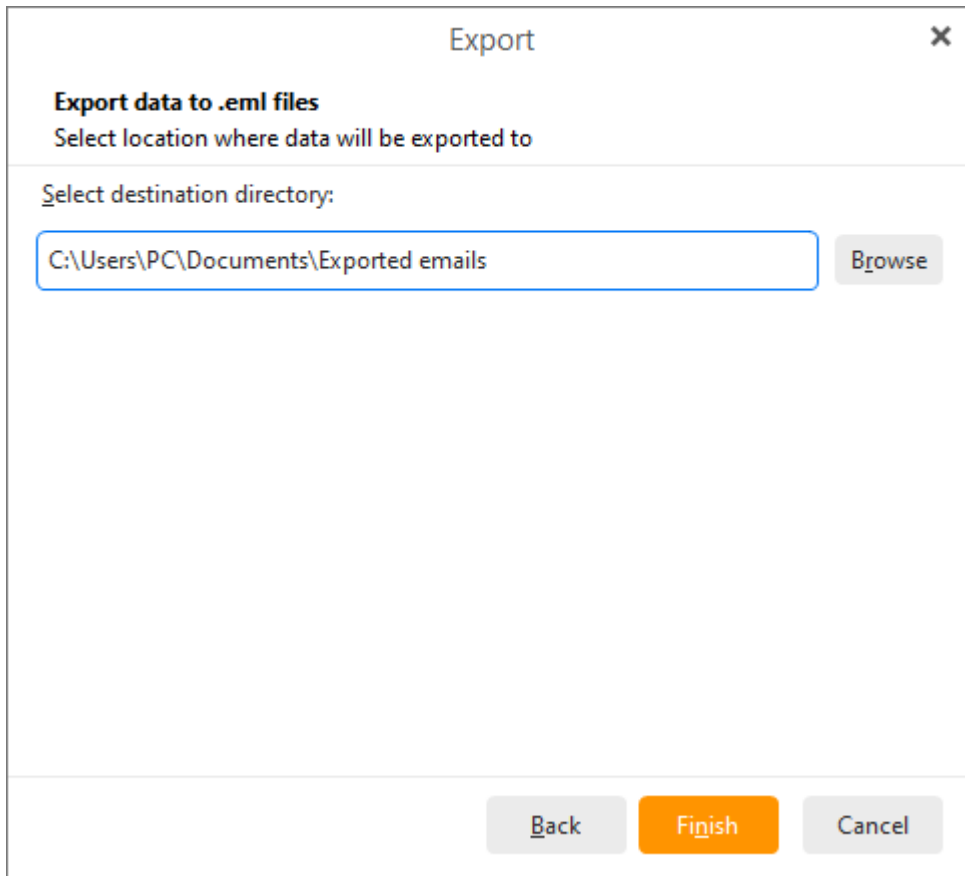 Export
Export data to .eml files
Select location where data will be exported to
Select destination directory:
C:\Users\PC\Documents\Exported emails
Browse
Back
Finish
Cancel